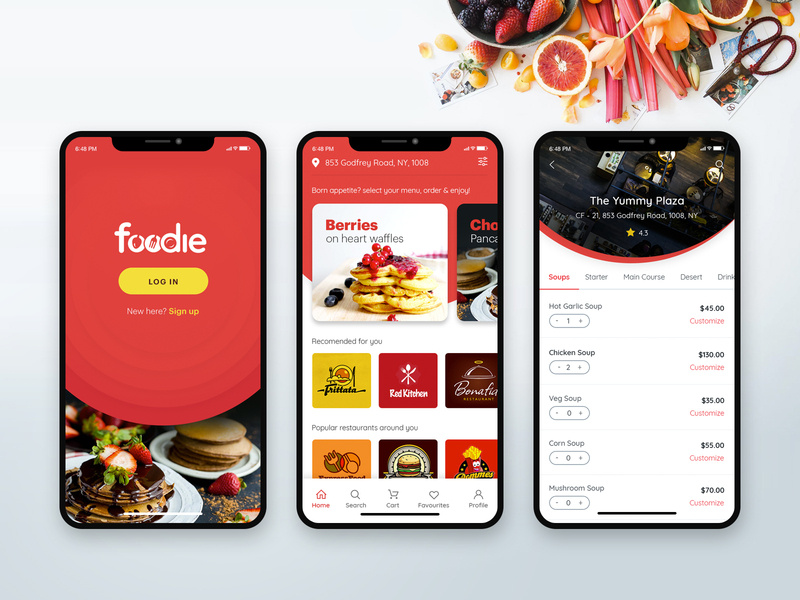 6:48 PM
foodie
LOG IN
New here? Sign up
6:48 PM
853 Godfrey Road, NY, 1008
Born appetite? select your menu, order & enjoy!
Berries
on heart waffles
Cho
Panca
Recomended for you
Frittata
Red Kitchen
Bonafid
RESTAURANT
Popular restaurants around you
Home
Search
Cart
Favourites
Profile
6:48 PM
The Yummy Plaza
CF - 21, 853 Godfrey Road, 1008, NY
4.3
Soups
Starter
Main Course
Desert
Drink
Hot Garlic Soup
$45.00
- 1 +
Customize
Chicken Soup
$130.00
- 2 +
Customize
Veg Soup
$35.00
- 0 +
Customize
Corn Soup
$55.00
- 0 +
Customize
Mushroom Soup
$70.00
- 0 +
Customize